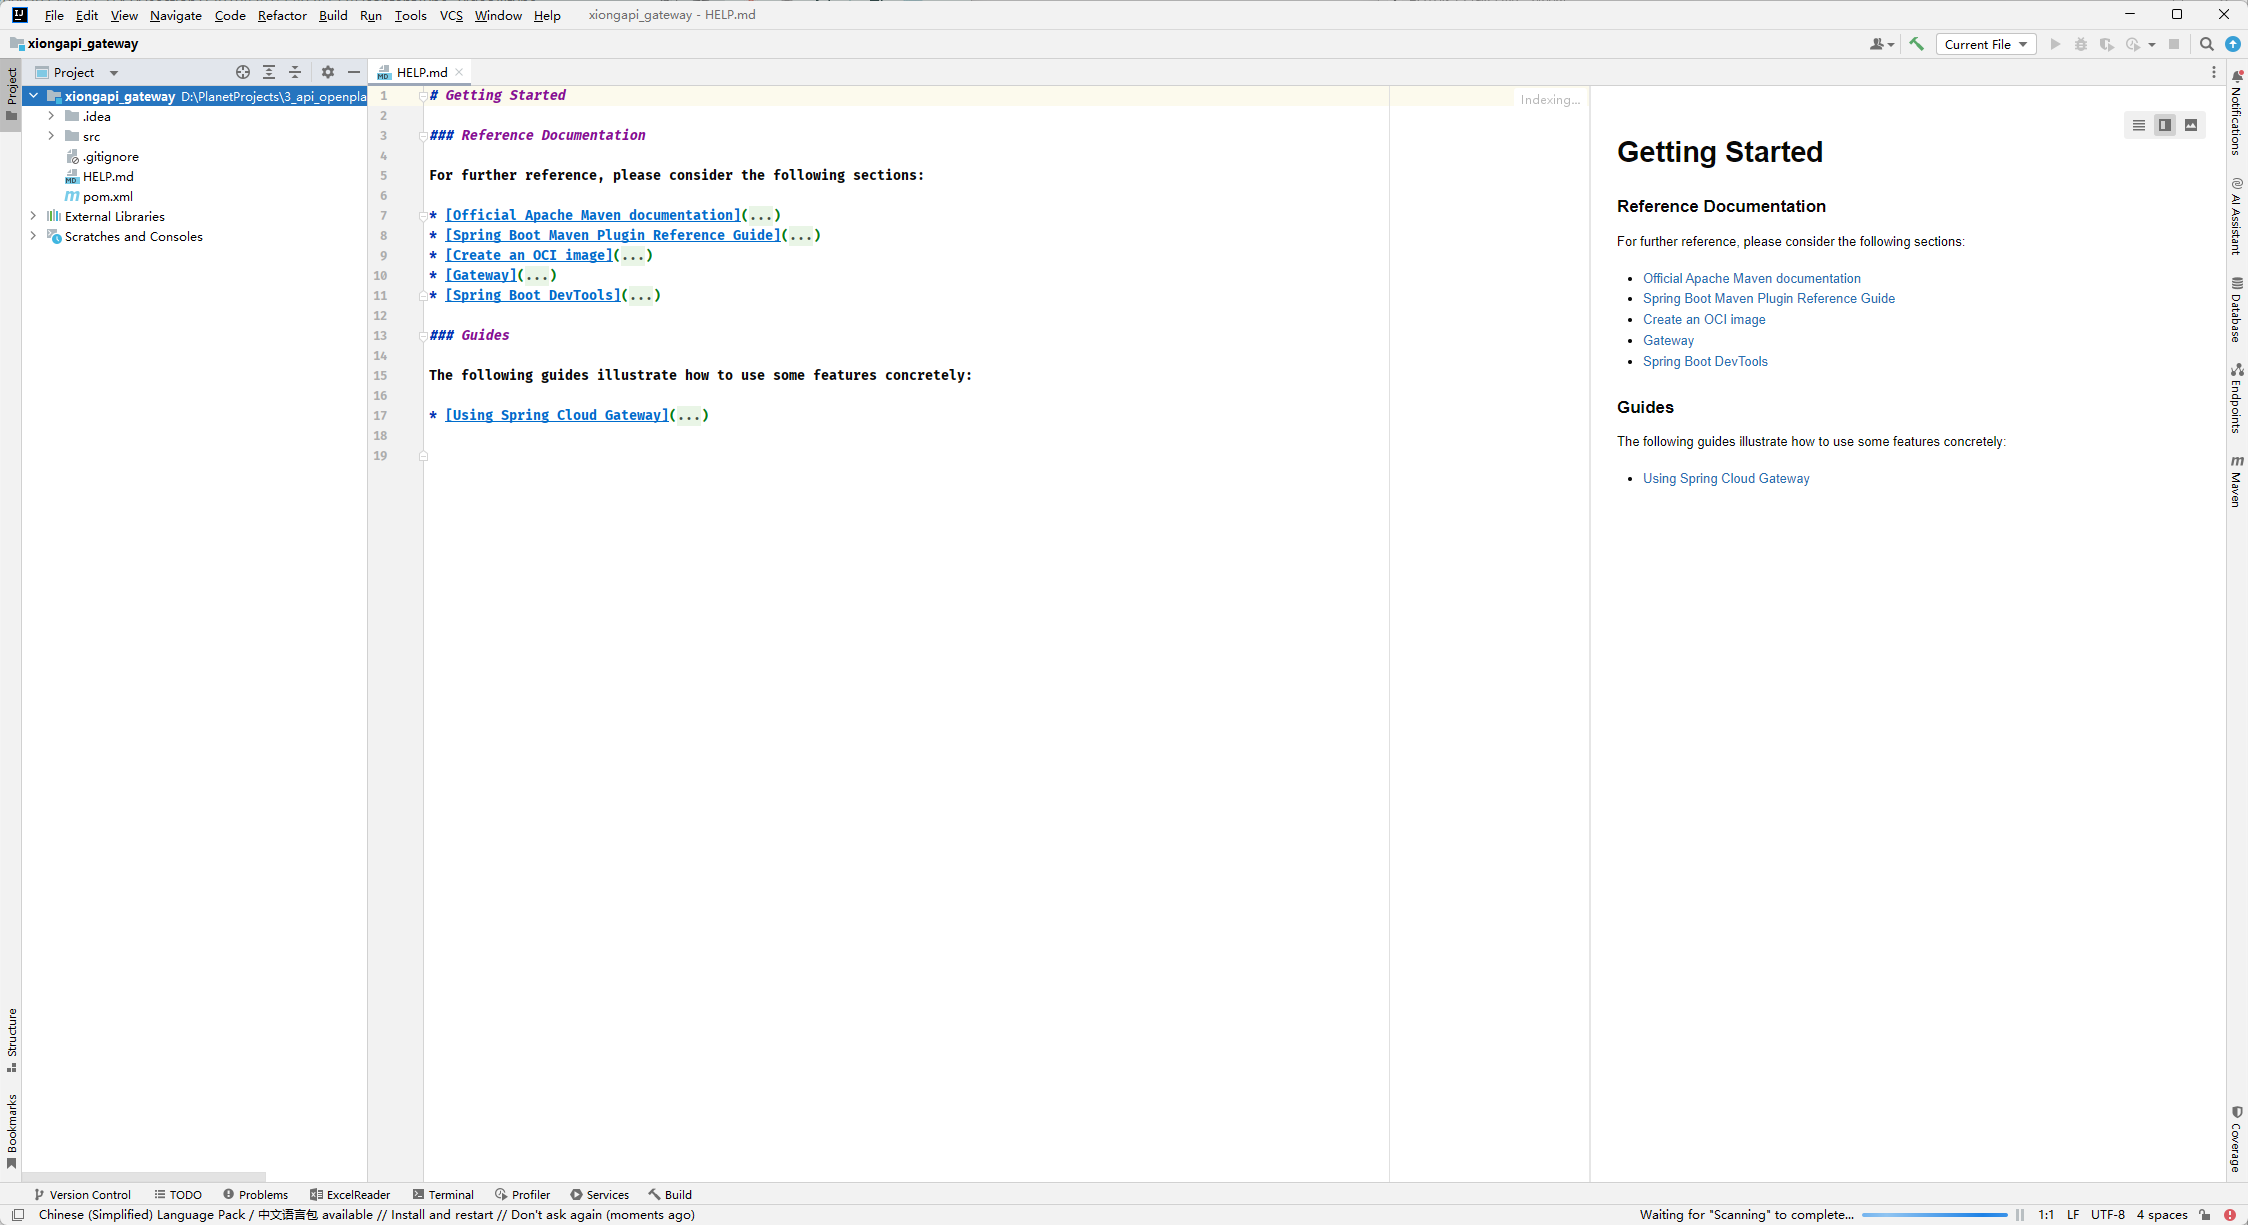 File Edit View Navigate Code Refactor Build Run Tools VCS Window Help xiongapi_gateway - HELP.md
xiongapi_gateway
Current File
Project
HELP.md
xiongapi_gateway D:\PlanetProjects\3_api_openpla
.idea
src
.gitignore
HELP.md
pom.xml
External Libraries
Scratches and Consoles
Project
Structure
Bookmarks
1 # Getting Started
2
3 ### Reference Documentation
4
5 For further reference, please consider the following sections:
6
7 * [Official Apache Maven documentation](...)
8 * [Spring Boot Maven Plugin Reference Guide](...)
9 * [Create an OCI image](...)
10 * [Gateway](...)
11 * [Spring Boot DevTools](...)
12
13 ### Guides
14
15 The following guides illustrate how to use some features concretely:
16
17 * [Using Spring Cloud Gateway](...)
18
19
Indexing...
Getting Started
Reference Documentation
For further reference, please consider the following sections:
• Official Apache Maven documentation
• Spring Boot Maven Plugin Reference Guide
• Create an OCI image
• Gateway
• Spring Boot DevTools
Guides
The following guides illustrate how to use some features concretely:
• Using Spring Cloud Gateway
Notifications
AI Assistant
Database
Endpoints
Maven
Coverage
Version Control TODO Problems ExcelReader Terminal Profiler Services Build
Chinese (Simplified) Language Pack / 中文语言包 available // Install and restart // Don't ask again (moments ago) Waiting for "Scanning" to complete... 1:1 LF UTF-8 4 spaces